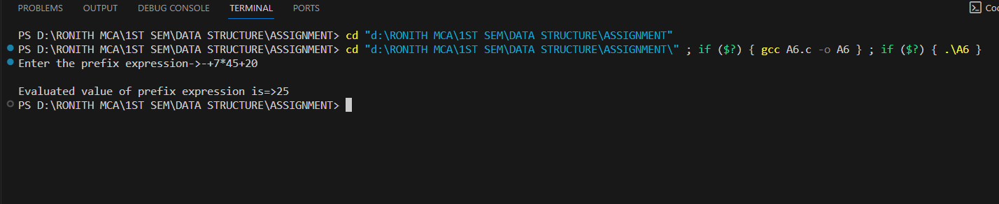 PROBLEMS OUTPUT DEBUG CONSOLE TERMINAL PORTS
PS D:\RONITH MCA\1ST SEM\DATA STRUCTURE\ASSIGNMENT> cd "d:\RONITH MCA\1ST SEM\DATA STRUCTURE\ASSIGNMENT"
PS D:\RONITH MCA\1ST SEM\DATA STRUCTURE\ASSIGNMENT> cd "d:\RONITH MCA\1ST SEM\DATA STRUCTURE\ASSIGNMENT\" ; if ($?) { gcc A6.c -o A6 } ; if ($?) { .\A6 }
Enter the prefix expression->-+7*45+20
Evaluated value of prefix expression is=>25
PS D:\RONITH MCA\1ST SEM\DATA STRUCTURE\ASSIGNMENT>